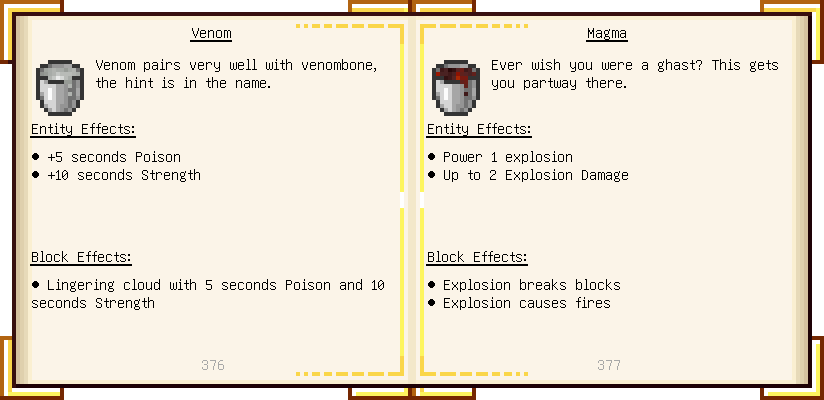 Venom
Venom pairs very well with venombone,
the hint is in the name.
Entity Effects:
● +5 seconds Poison
● +10 seconds Strength
Block Effects:
● Lingering cloud with 5 seconds Poison and 10
seconds Strength
376
Magma
Ever wish you were a ghast? This gets
you partway there.
Entity Effects:
● Power 1 explosion
● Up to 2 Explosion Damage
Block Effects:
● Explosion breaks blocks
● Explosion causes fires
377